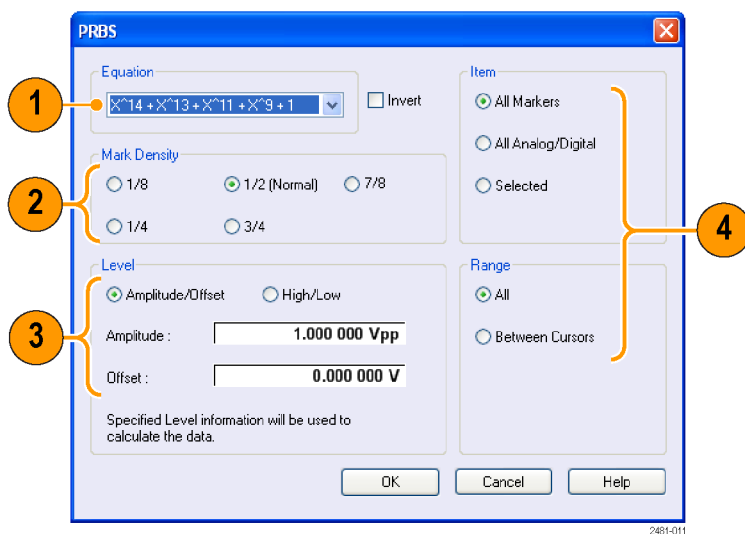 PRBS
Equation
X^14 + X^13 + X^11 + X^9 + 1
Invert
1
Mark Density
1/8
1/2 (Normal)
7/8
1/4
3/4
2
Level
Amplitude/Offset
High/Low
Amplitude :
1.000 000 Vpp
Offset :
0.000 000 V
Specified Level information will be used to
calculate the data.
3
Item
All Markers
All Analog/Digital
Selected
Range
All
Between Cursors
4
OK
Cancel
Help
2481-011